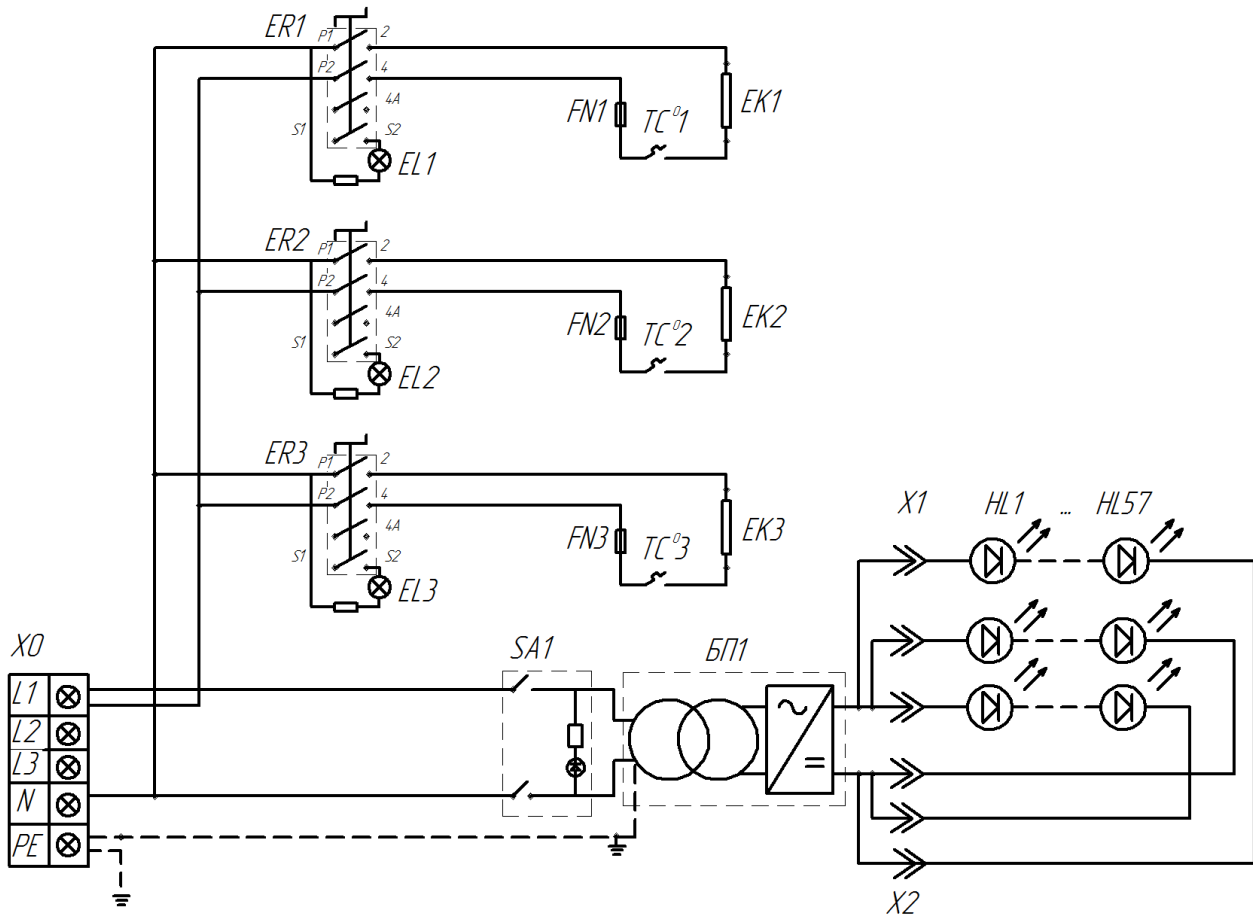 ER1
P1
2
P2
4
4A
S1
S2
EL1
FN1
TC°1
EK1
ER2
P1
2
P2
4
4A
S1
S2
EL2
FN2
TC°2
EK2
ER3
P1
2
P2
4
4A
S1
S2
EL3
FN3
TC°3
EK3
X1
HL1 ... HL57
X0
L1
L2
L3
N
PE
SA1
БП1
X2